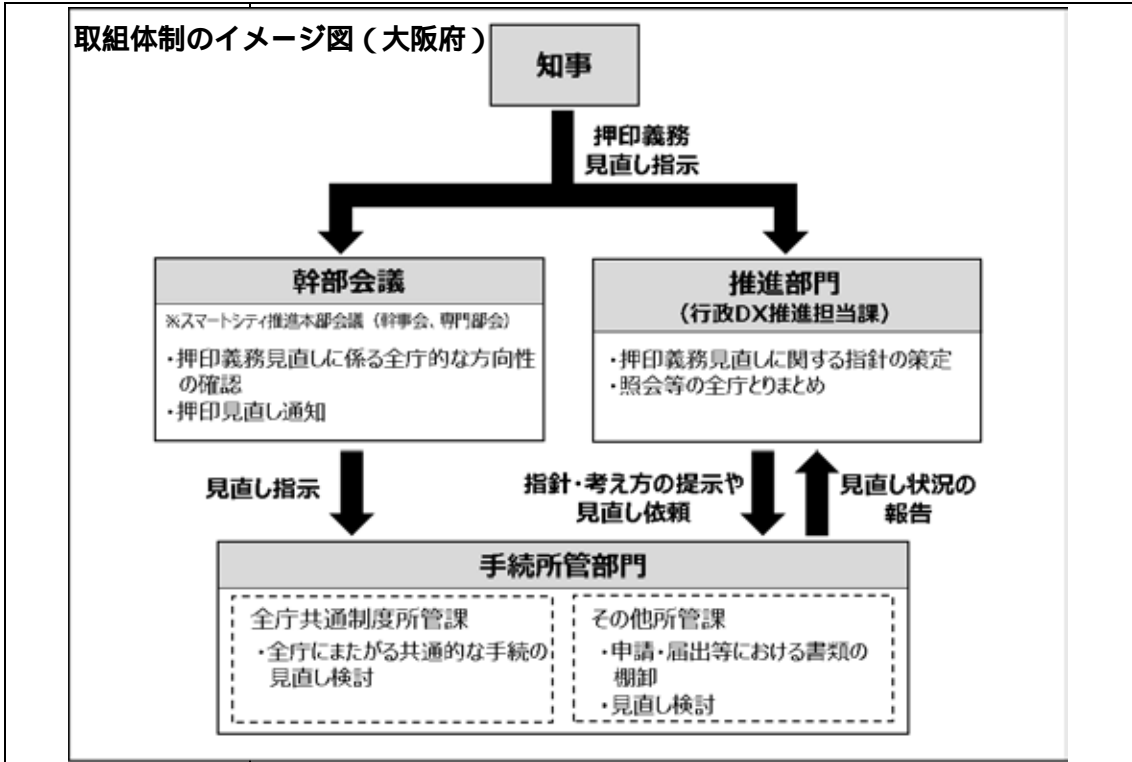 取組体制のイメージ図(大阪府)
知事
押印義務
見直し指示
幹部会議
※スマートシティ推進本部会議(幹事会、専門部会)
・押印義務見直しに係る全庁的な方向性
の確認
・押印見直し通知
推進部門
(行政DX推進担当課)
・押印義務見直しに関する指針の策定
・照会等の全庁とりまとめ
見直し指示
指針・考え方の提示や
見直し依頼
見直し状況の
報告
手続所管部門
全庁共通制度所管課
・全庁にまたがる共通的な手続の
見直し検討
その他所管課
・申請・届出等における書類の
棚卸
・見直し検討